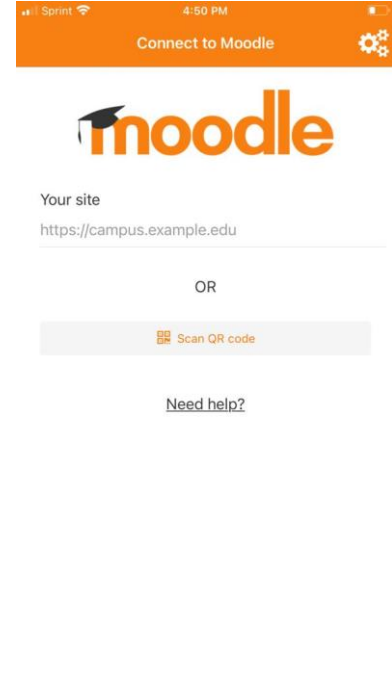 Sprint 4:50 PM
Connect to Moodle
moodle
Your site
https://campus.example.edu
OR
Scan QR code
Need help?